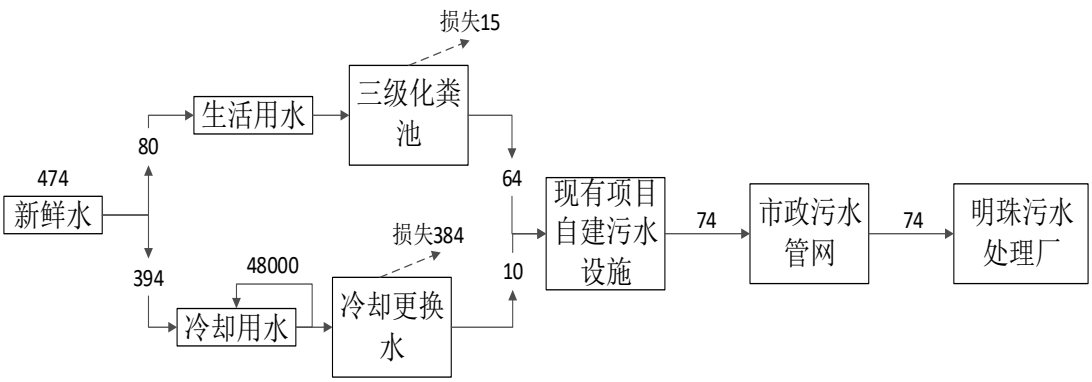 损失15
三级化粪
池
生活用水
80
474
新鲜水
64
现有项目
自建污水
设施
74
市政污水
管网
74
明珠污水
处理厂
损失384
394
48000
冷却用水
冷却更换
水
10